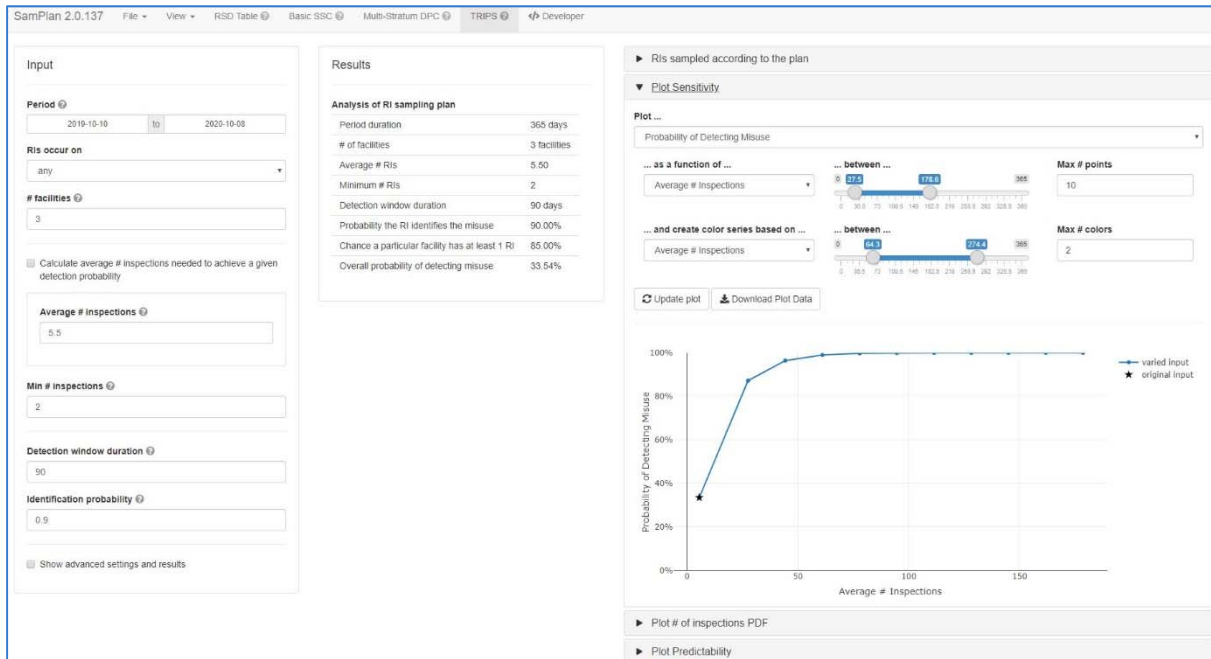 SamPlan 2.0.137 File View RSD Table Basic SSC Multi-Stratum DPC TRIPS </> Developer
Input
Period
2019-10-10 to 2020-10-08
RIs occur on
any
# facilities
3
Calculate average # inspections needed to achieve a given
detection probability
Average # inspections
5.5
Min # inspections
2
Detection window duration
90
Identification probability
0.9
Show advanced settings and results
Results
Analysis of RI sampling plan
Period duration 365 days
# of facilities 3 facilities
Average # RIs 5.50
Minimum # RIs 2
Detection window duration 90 days
Probability the RI identifies the misuse 90.00%
Chance a particular facility has at least 1 RI 85.00%
Overall probability of detecting misuse 33.54%
RIs sampled according to the plan
Plot Sensitivity
Plot ...
Probability of Detecting Misuse
... as a function of ... ... between ... Max # points
Average # Inspections 0 27.5 178.6 365 10
... and create color series based on ... ... between ... Max # colors
Average # Inspections 0 64.3 274.4 365 2
Update plot Download Plot Data
100%
80%
60%
40%
20%
0%
Probability of Detecting Misuse
varied input
original input
0 50 100 150
Average # Inspections
Plot # of inspections PDF
Plot Predictability